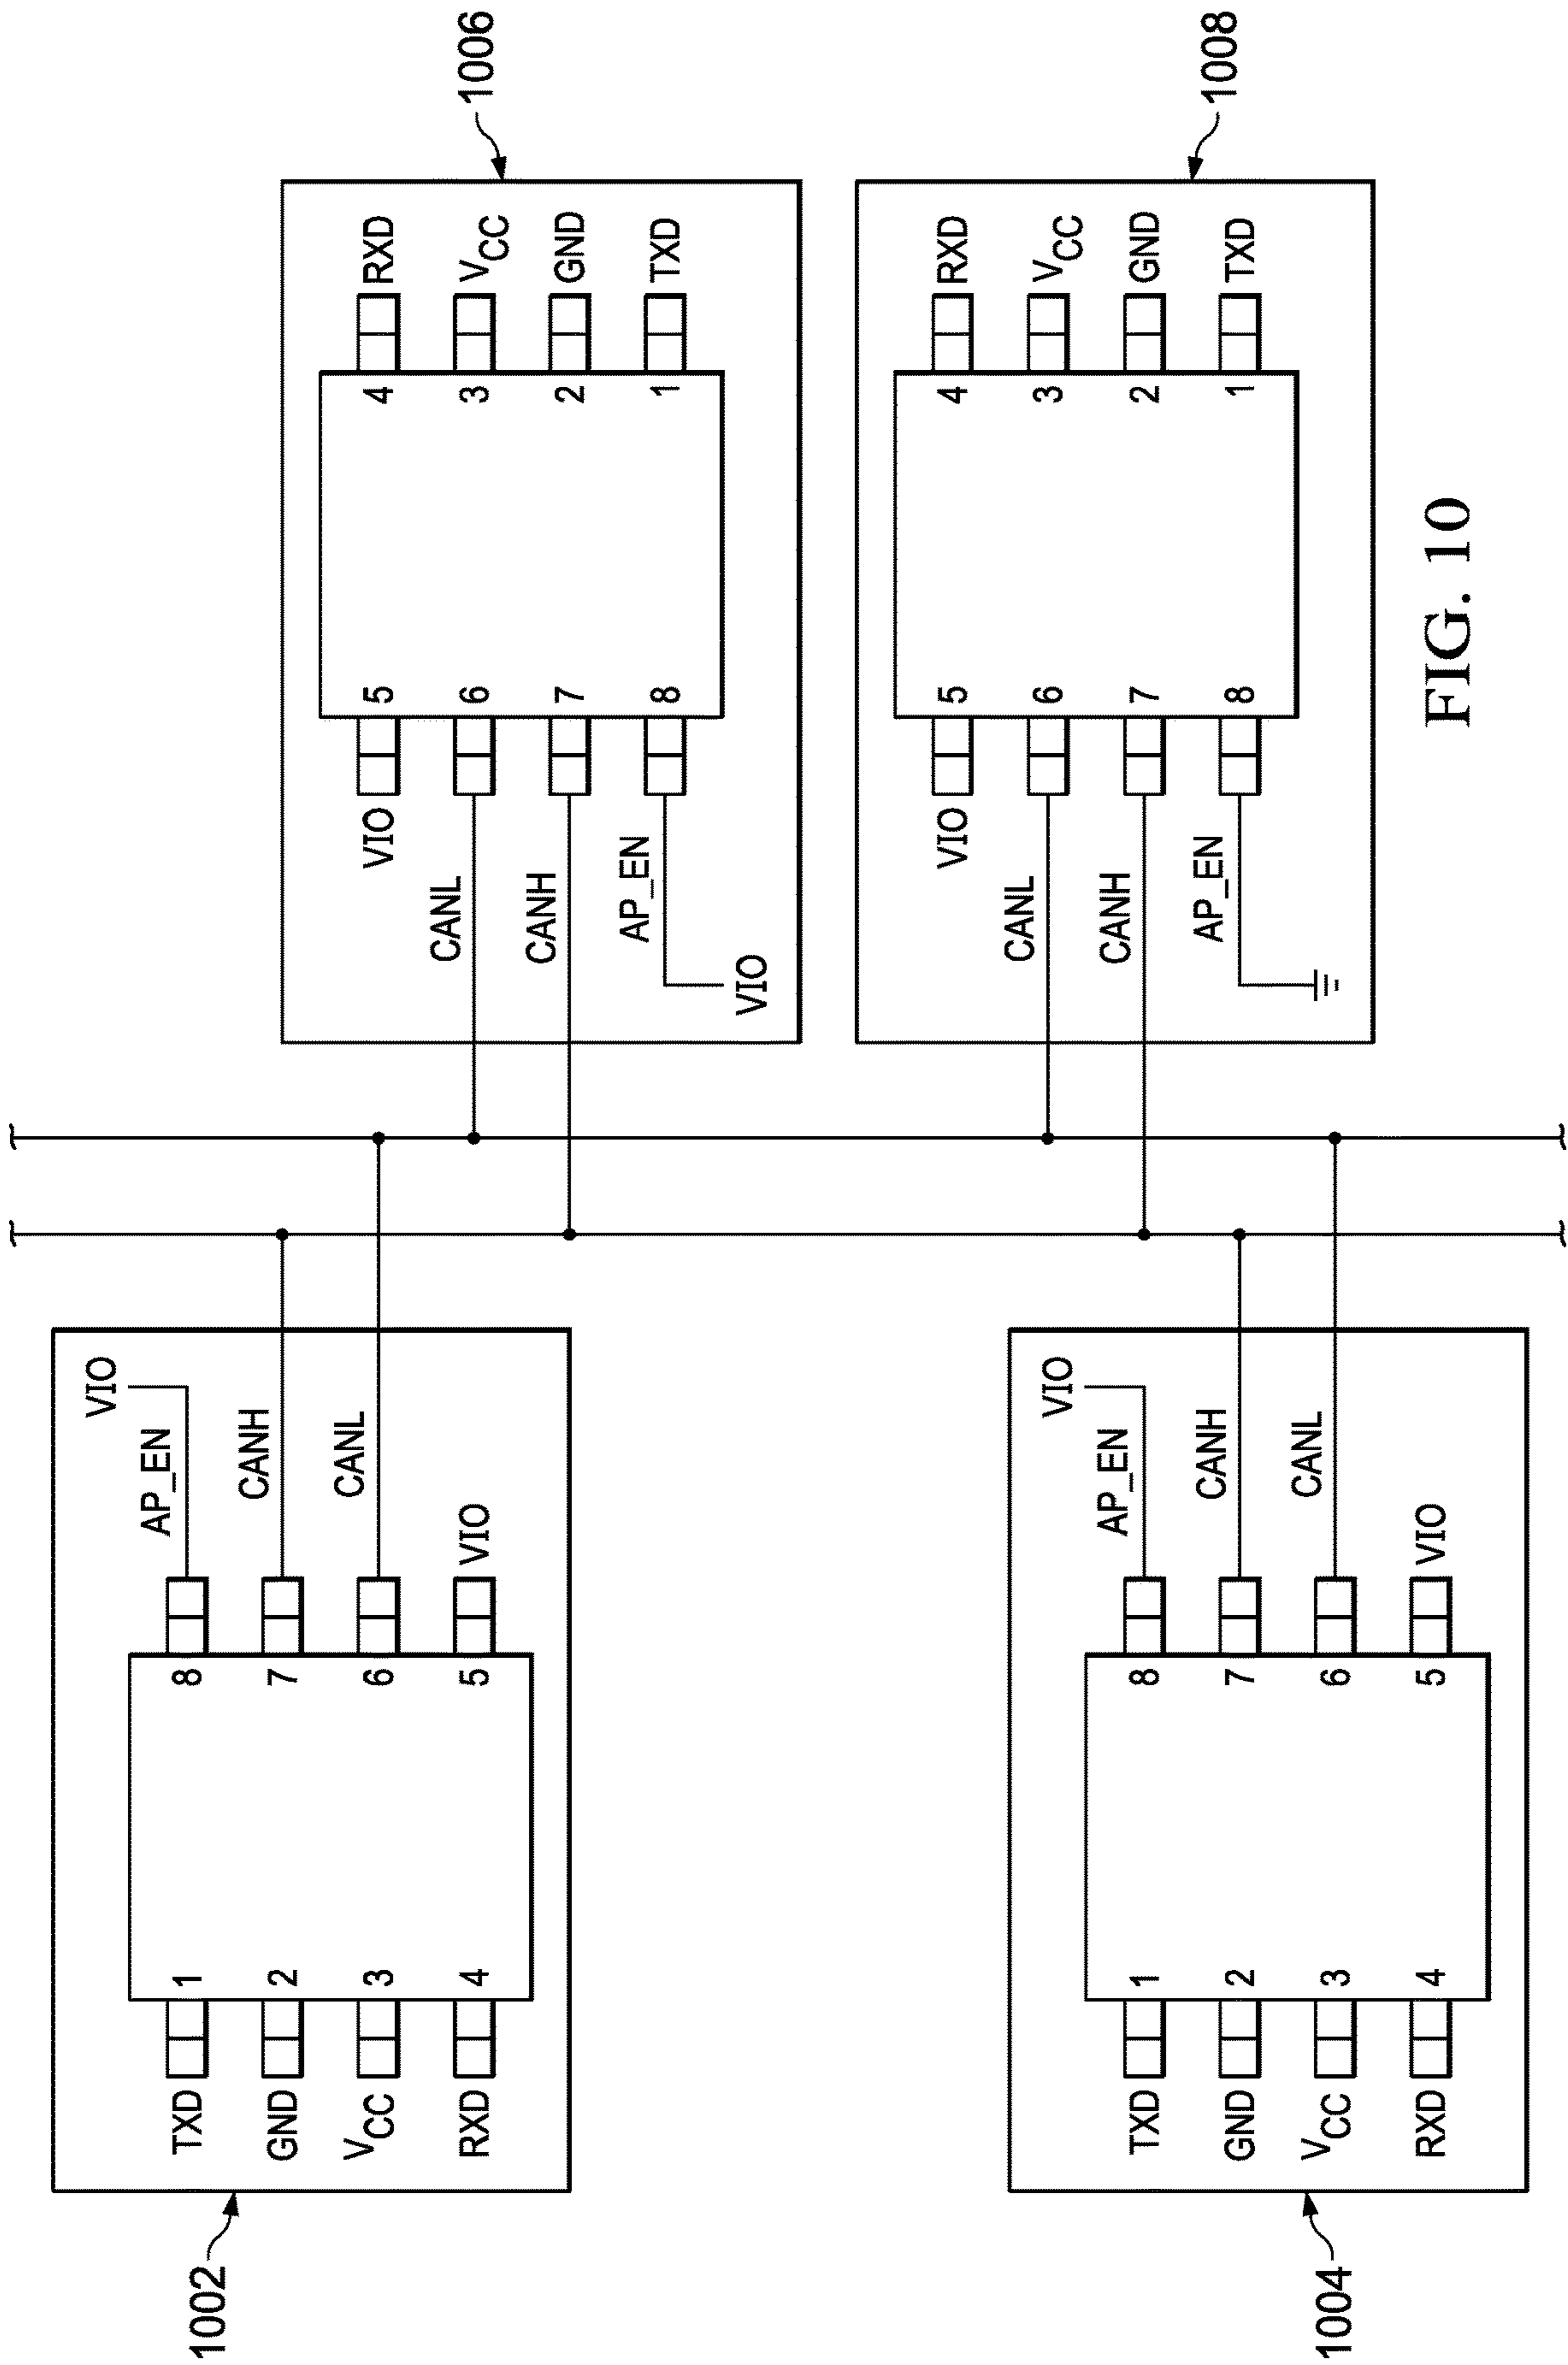 1002
VIO
TXD 1 8 AP_EN
GND 2 7 CANH
VCC 3 6 CANL
RXD 4 5 VIO
1006
VIO 5 4 RXD
CANL 6 3 VCC
CANH 7 2 GND
AP_EN 8 1 TXD
VIO
1004
VIO
TXD 1 8 AP_EN
GND 2 7 CANH
VCC 3 6 CANL
RXD 4 5 VIO
1008
VIO 5 4 RXD
CANL 6 3 VCC
CANH 7 2 GND
AP_EN 8 1 TXD
FIG. 10